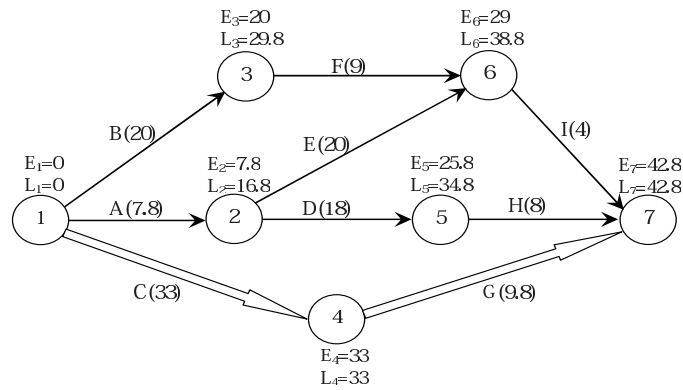 E3=20
L3=29.8
E6=29
L6=38.8
3
F(9)
6
B(20)
E(20)
I(4)
E1=0
L1=0
E2=7.8
L2=16.8
E5=25.8
L5=34.8
E7=42.8
L7=42.8
1
A(7.8)
2
D(18)
5
H(8)
7
C(33)
G(9.8)
4
E4=33
L4=33